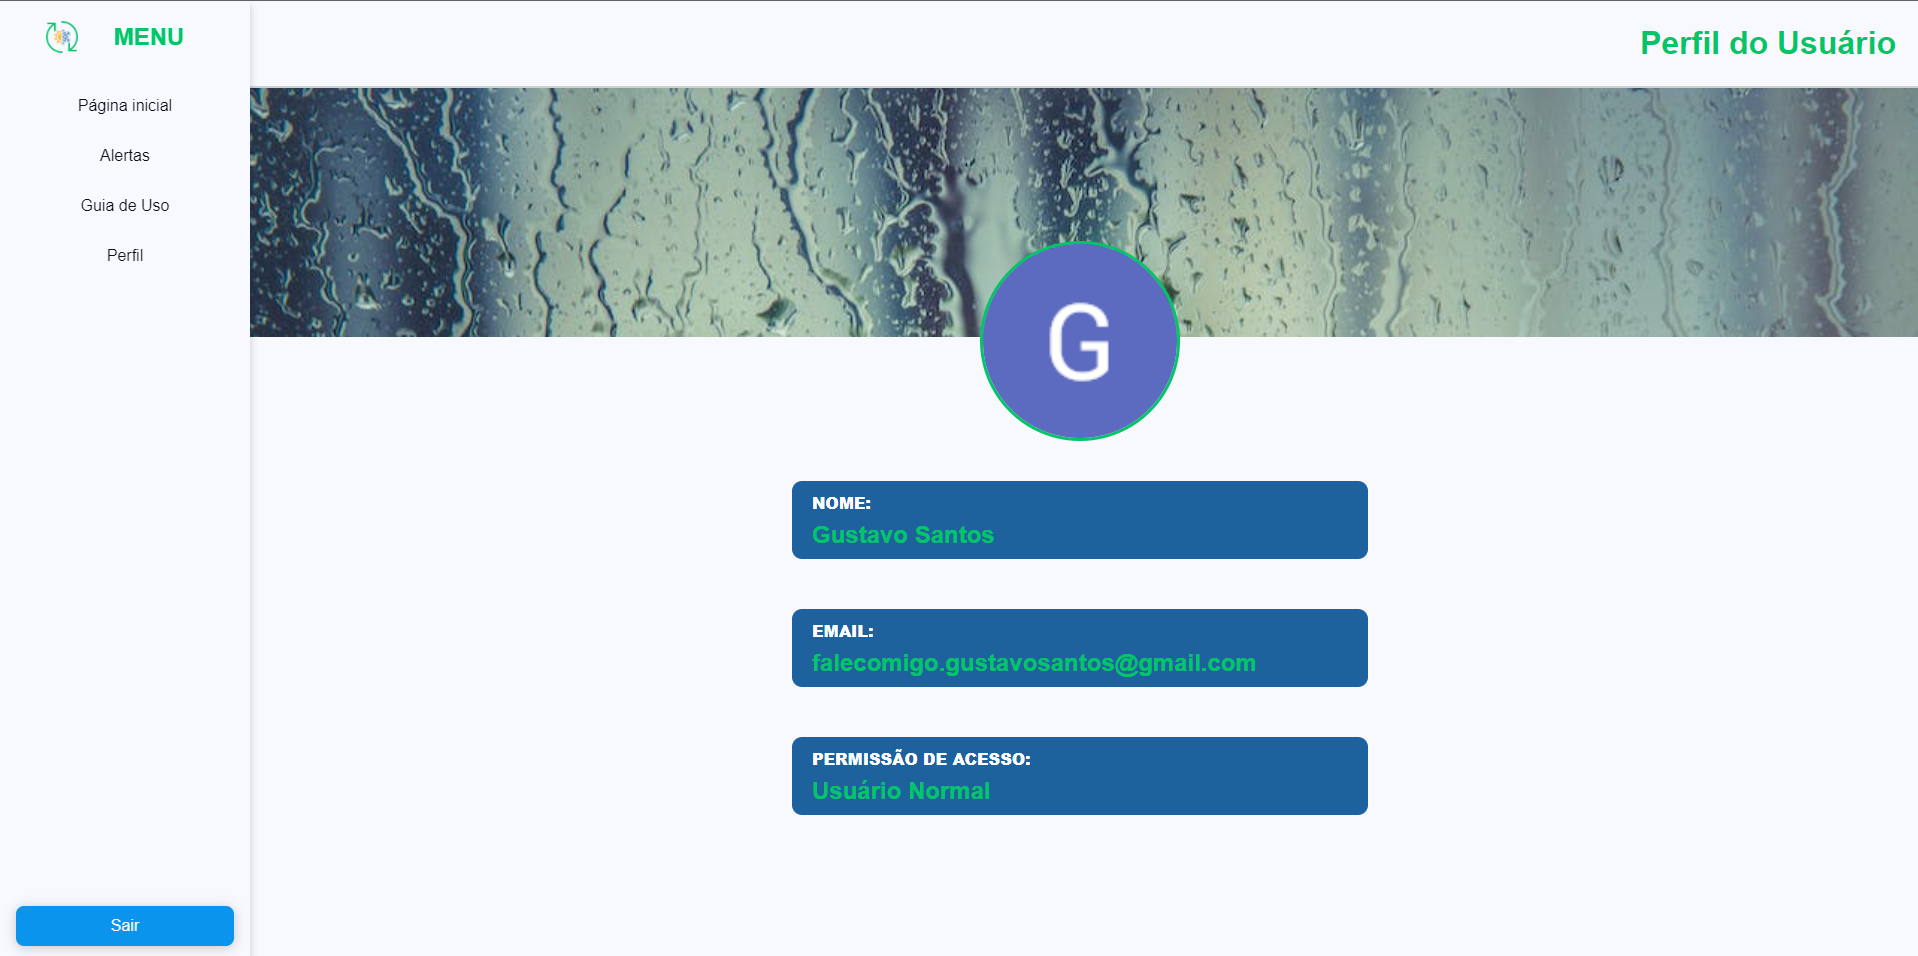 MENU
Página inicial
Alertas
Guia de Uso
Perfil
Sair
Perfil do Usuário
G
NOME:
Gustavo Santos
EMAIL:
falecomigo.gustavosantos@gmail.com
PERMISSÃO DE ACESSO:
Usuário Normal